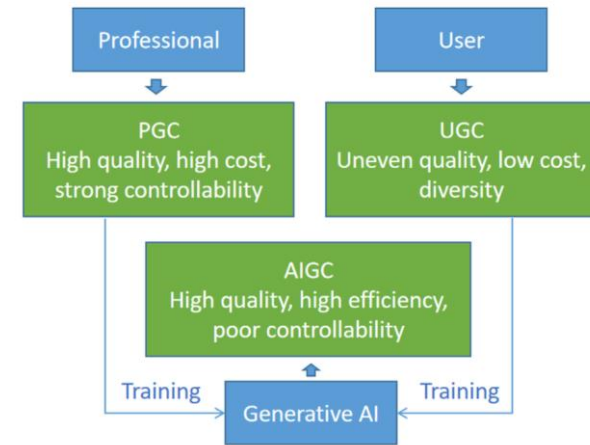 Professional
User
PGC
High quality, high cost,
strong controllability
UGC
Uneven quality, low cost,
diversity
AIGC
High quality, high efficiency,
poor controllability
Training
Training
Generative AI